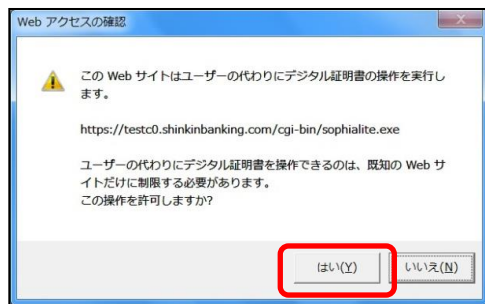 Web アクセスの確認
この Web サイトはユーザーの代わりにデジタル証明書の操作を実行し
ます。
https://testc0.shinkinbanking.com/cgi-bin/sophialite.exe
ユーザーの代わりにデジタル証明書を操作できるのは、既知の Web サ
イトだけに制限する必要があります。
この操作を許可しますか?
はい(Y)
いいえ(N)